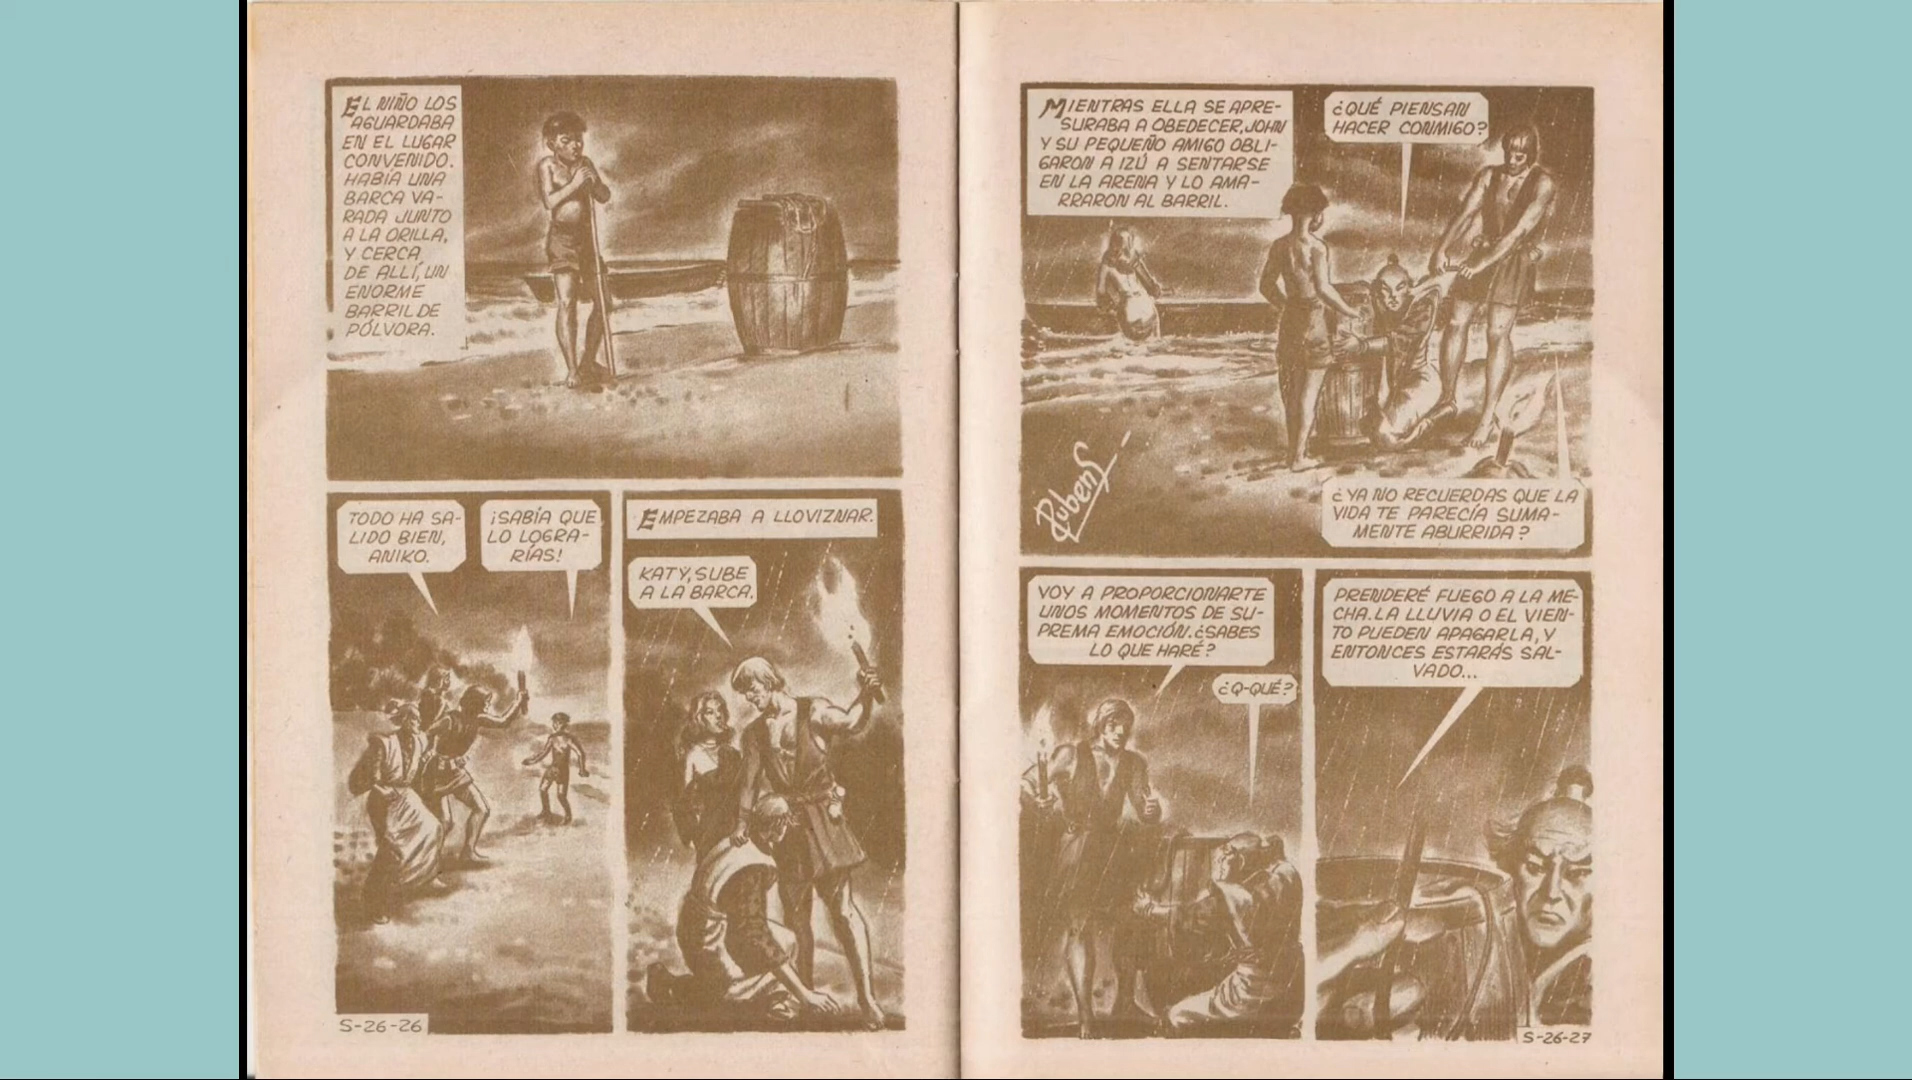 EL NIÑO LOS
AGUARDABA
EN EL LUGAR
CONVENIDO.
HABÍA UNA
BARCA VA-
RADA JUNTO
A LA ORILLA,
Y CERCA
DE ALLÍ, UN
ENORME
BARRIL DE
PÓLVORA.
TODO HA SA-
LIDO BIEN,
ANIKO.
¡SABÍA QUE
LO LOGRA-
RÍAS!
EMPEZABA A LLOVIZNAR.
KATY, SUBE
A LA BARCA.
S-26-26
MIENTRAS ELLA SE APRE-
SURABA A OBEDECER, JOHN
Y SU PEQUEÑO AMIGO OBLI-
GARON A IZÚ A SENTARSE
EN LA ARENA Y LO AMA-
RRARON AL BARRIL.
¿QUÉ PIENSAN
HACER CONMIGO?
Rubens
¿YA NO RECUERDAS QUE LA
VIDA TE PARECÍA SUMA-
MENTE ABURRIDA?
VOY A PROPORCIONARTE
UNOS MOMENTOS DE SU-
PREMA EMOCIÓN. ¿SABES
LO QUE HARÉ?
¿Q-QUÉ?
PRENDERÉ FUEGO A LA ME-
CHA. LA LLUVIA O EL VIEN-
TO PUEDEN APAGARLA, Y
ENTONCES ESTARÁS SAL-
VADO...
S-26-27